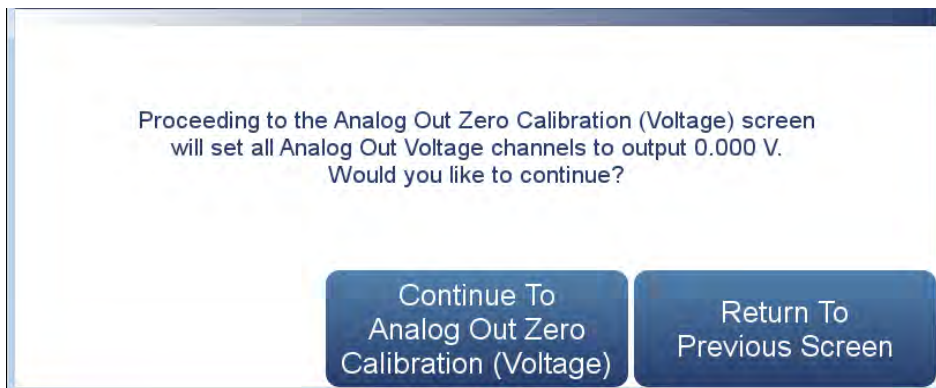 Proceeding to the Analog Out Zero Calibration (Voltage) screen
will set all Analog Out Voltage channels to output 0.000 V.
Would you like to continue?
Continue To
Analog Out Zero
Calibration (Voltage)
Return To
Previous Screen